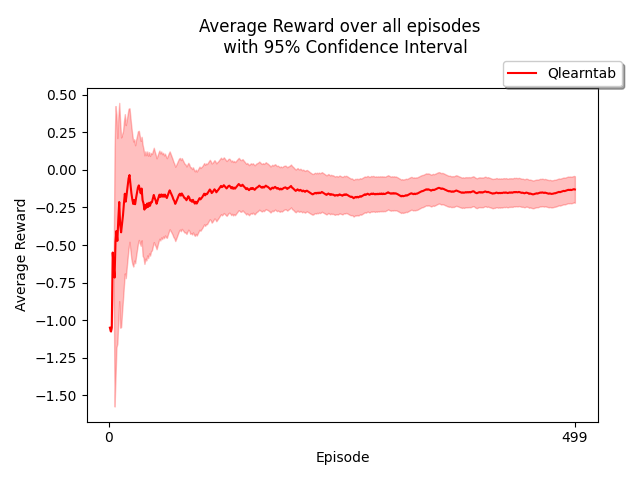 Average Reward over all episodes
with 95% Confidence Interval
Qlearntab
0.50
0.25
0.00
−0.25
−0.50
−0.75
−1.00
−1.25
−1.50
Average Reward
0
499
Episode